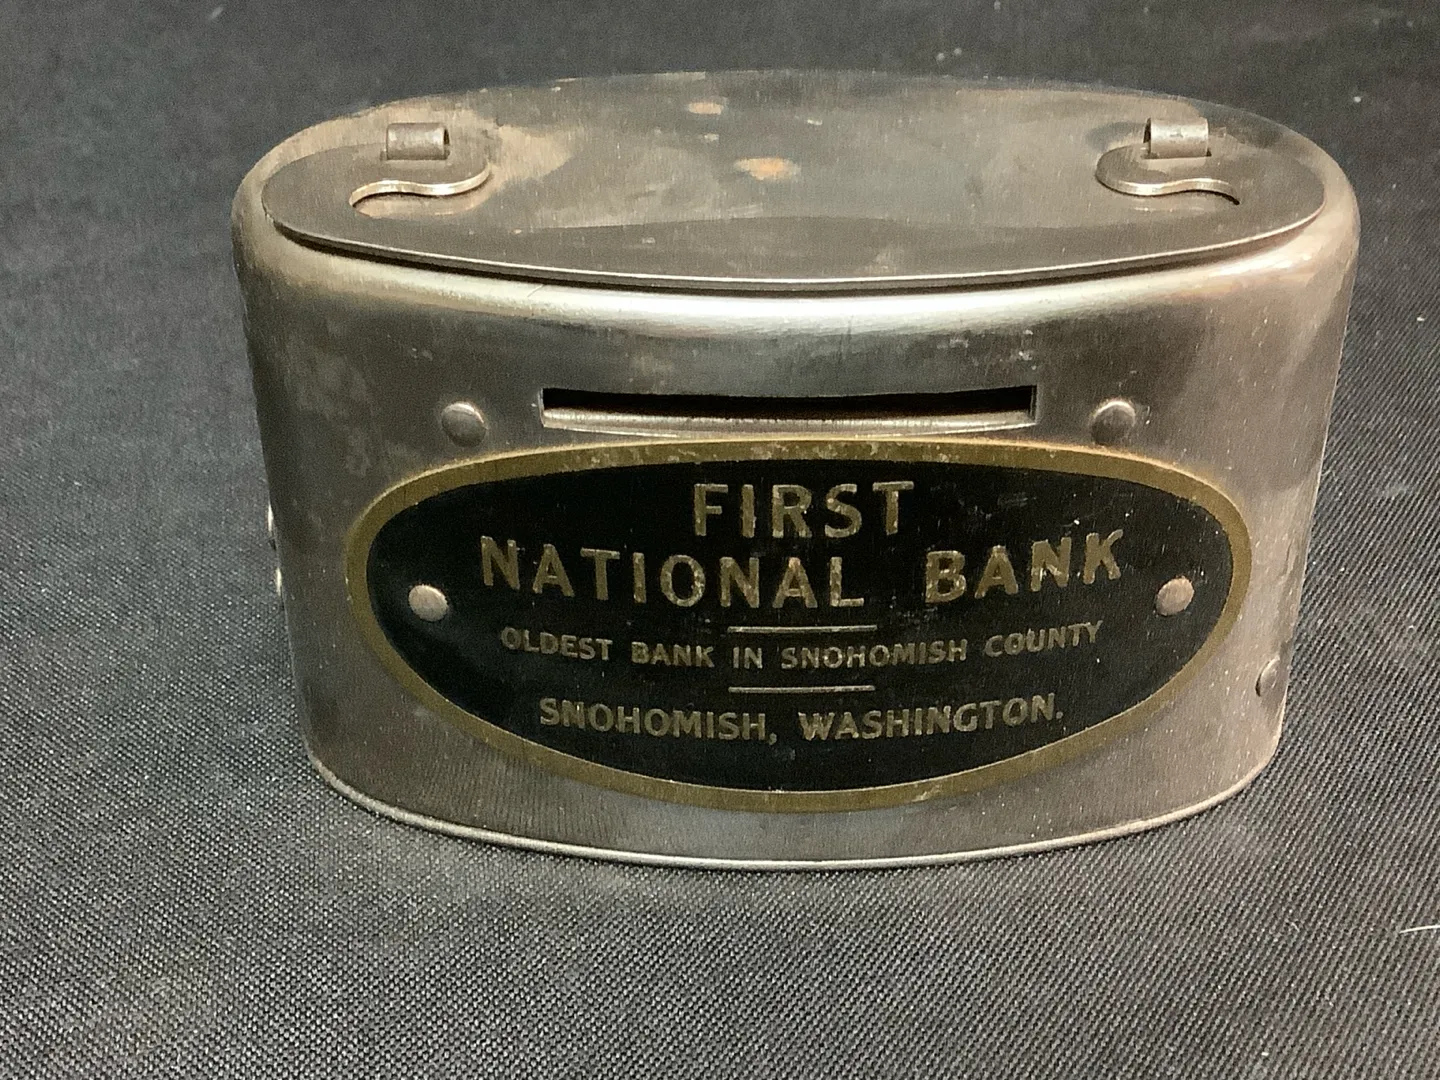 FIRST
NATIONAL BANK
OLDEST BANK IN SNOHOMISH COUNTY
SNOHOMISH, WASHINGTON.